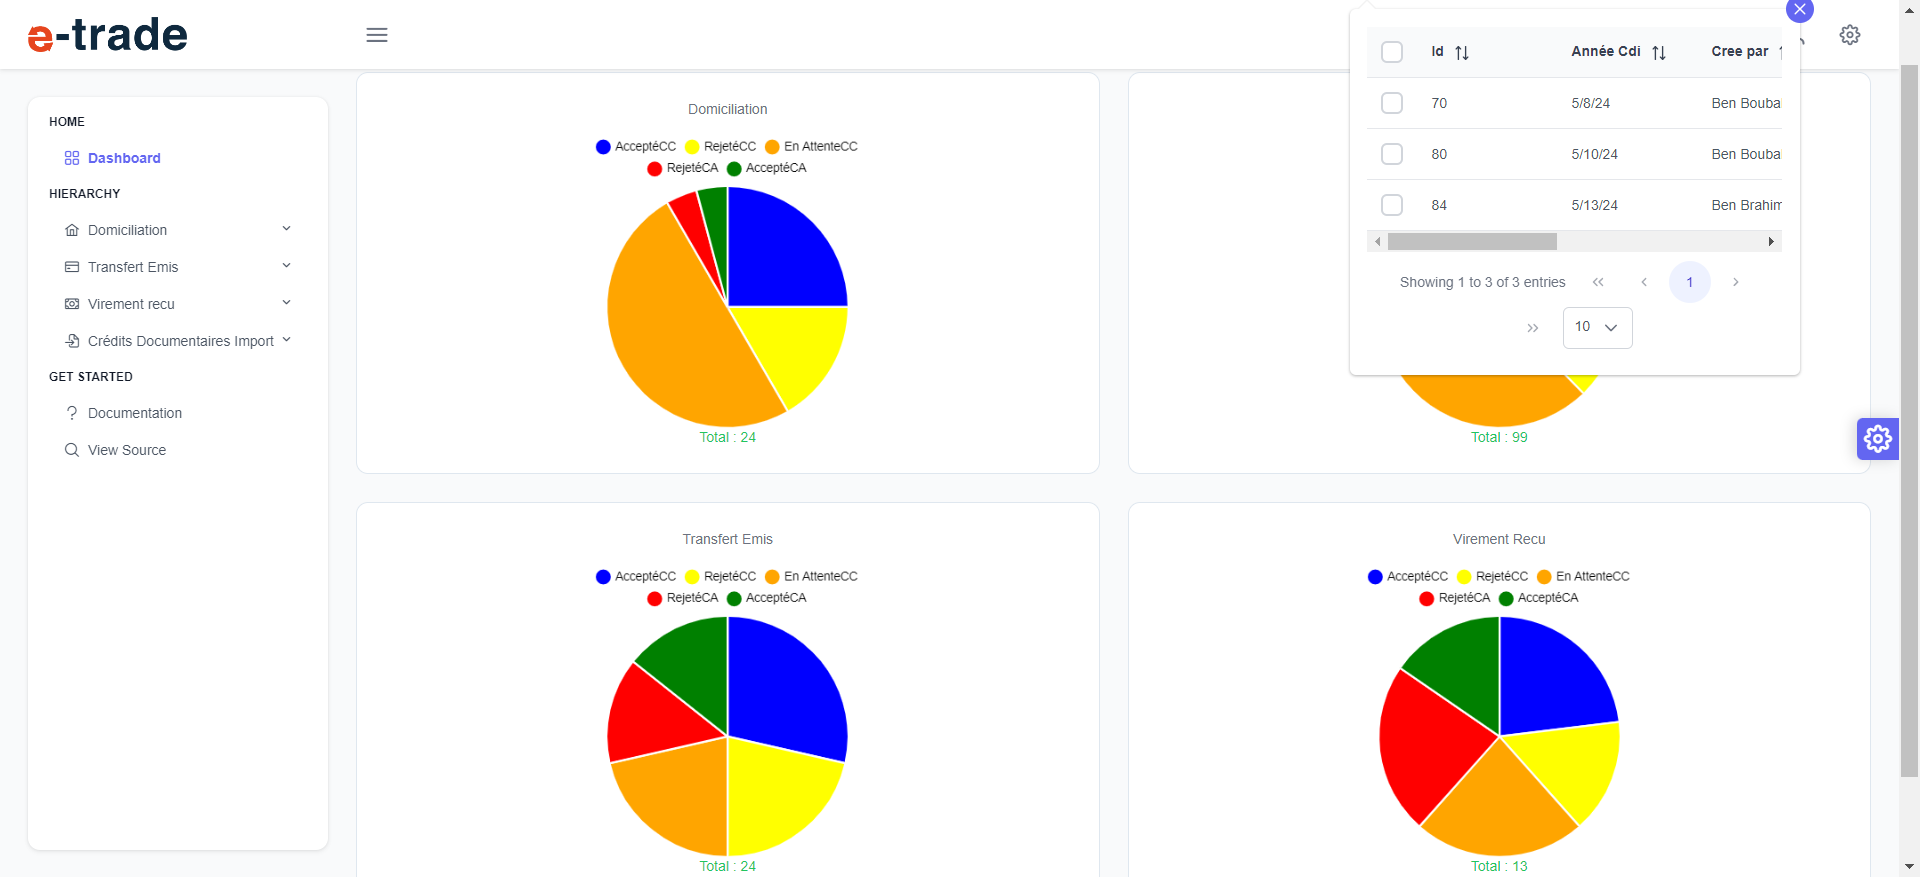 e-trade
HOME
Dashboard
HIERARCHY
Domiciliation
Transfert Emis
Virement recu
Crédits Documentaires Import
GET STARTED
Documentation
View Source
Domiciliation
AcceptéCC RejetéCC En AttenteCC
RejetéCA AcceptéCA
Total : 24
Id Année Cdi Cree par
70 5/8/24 Ben Bouba
80 5/10/24 Ben Bouba
84 5/13/24 Ben Brahim
Showing 1 to 3 of 3 entries « ‹ 1 ›
» 10
Total : 99
Transfert Emis
AcceptéCC RejetéCC En AttenteCC
RejetéCA AcceptéCA
Total : 24
Virement Recu
AcceptéCC RejetéCC En AttenteCC
RejetéCA AcceptéCA
Total : 13